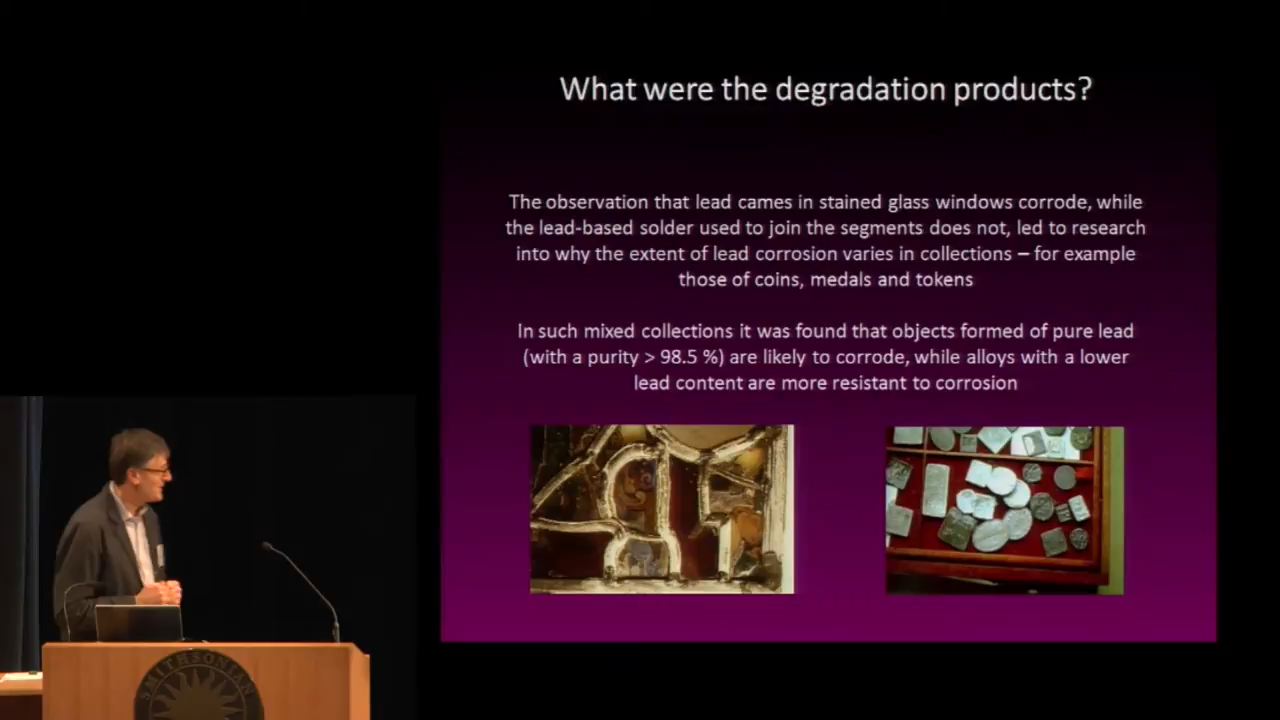 What were the degradation products?
The observation that lead cames in stained glass windows corrode, while
the lead-based solder used to join the segments does not, led to research
into why the extent of lead corrosion varies in collections – for example
those of coins, medals and tokens
In such mixed collections it was found that objects formed of pure lead
(with a purity > 98.5 %) are likely to corrode, while alloys with a lower
lead content are more resistant to corrosion
SMITHSONIAN